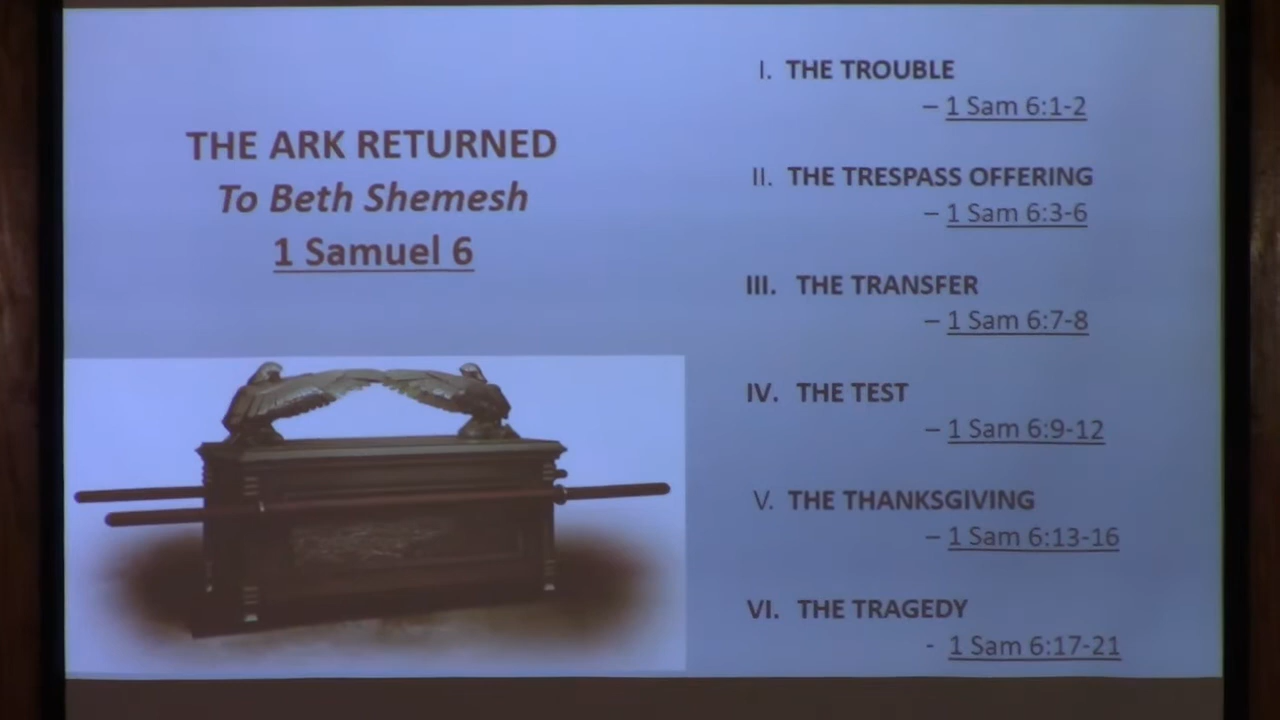 THE ARK RETURNED
To Beth Shemesh
1 Samuel 6
I. THE TROUBLE
– 1 Sam 6:1-2
II. THE TRESPASS OFFERING
– 1 Sam 6:3-6
III. THE TRANSFER
– 1 Sam 6:7-8
IV. THE TEST
– 1 Sam 6:9-12
V. THE THANKSGIVING
– 1 Sam 6:13-16
VI. THE TRAGEDY
- 1 Sam 6:17-21